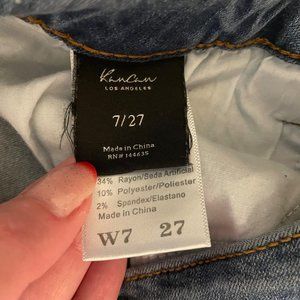 KanCan
LOS ANGELES
7/27
Made in China
RN# 144635
34% Rayon/Seda Artificial
10% Polyester/Poliester
2% Spandex/Elastano
Made in China
W7 27